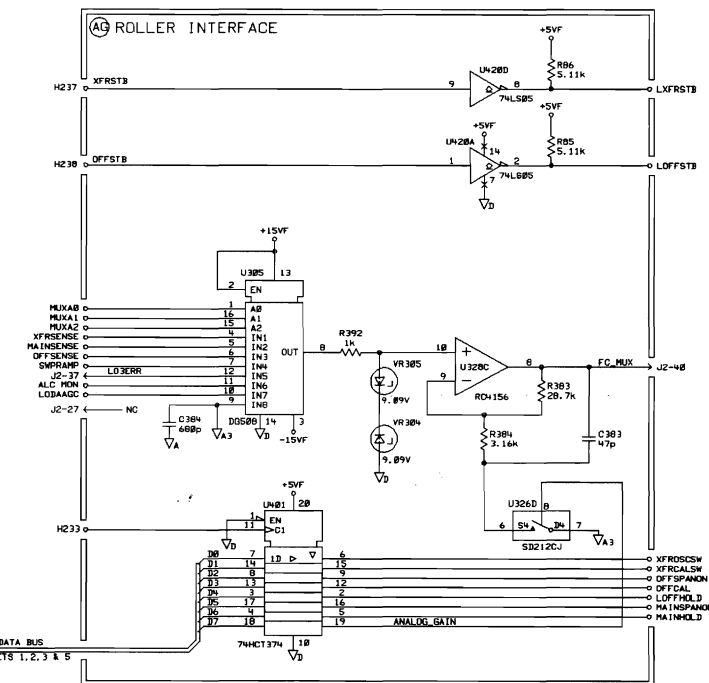 AG ROLLER INTERFACE
+5VF
R86
5.11k
U420D
H237 XFRSTB 9 8 LXFRSTB
74LS05
+5VF
+5VF
U420A
14
R85
5.11k
H238 OFFSTB 1 2 LOFFSTB
7 74LS05
D
+15VF
U305 13
2 EN
MUXA0 1 A0
MUXA1 16 A1
MUXA2 15 A2
XFRSENSE 4 IN1
MAINSENSE 5 IN2
OFFSENSE 6 IN3
SWPRAMP 7 IN4
J2-37 LO3ERR 12 IN5
ALC MON 11 IN6
LODAAGC 10 IN7
J2-27 NC 9 IN8
OUT 8
R392
1k
VR305
9.09V
VR304
9.09V
D
10 +
9 -
U328C
RC4156
8 FC_MUX J2-40
R383
28.7k
R384
3.16k
C383
47p
C384
680p
A
A3
DG508 14 3
D
-15VF
U326D 8
6 S4 D4 7
SD212CJ
A3
+5VF
U401 20
1 EN
H233 11 C1
D
1D
D0 7 6 XFROSCSW
D1 14 15 XFRCALSW
D2 8 9 OFFSPANON
D3 13 12 OFFCAL
D4 3 2 LOFFHOLD
D5 17 16 MAINSPANON
D6 4 5 MAINHOLD
D7 18 19 ANALOG_GAIN
DATA BUS
74HCT374 10
D